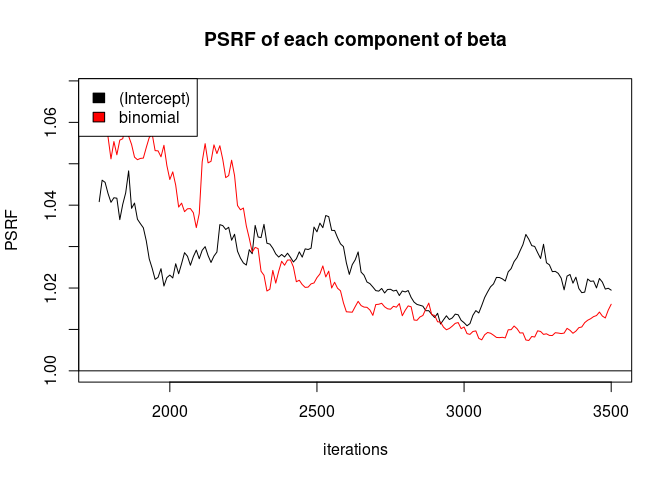 PSRF of each component of beta
(Intercept)
binomial
PSRF
1.06
1.04
1.02
1.00
2000 2500 3000 3500
iterations